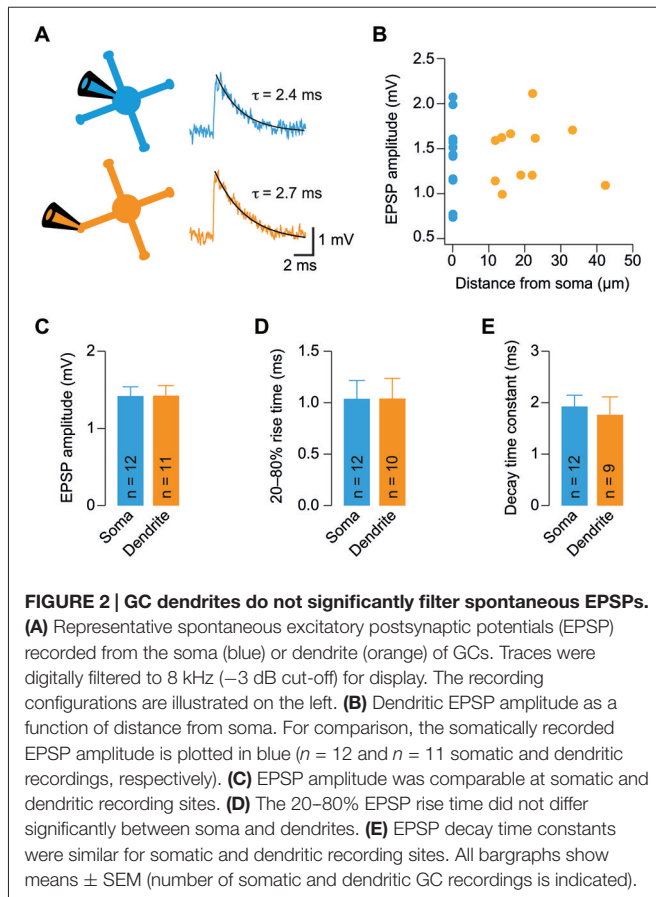 A
τ = 2.4 ms
τ = 2.7 ms
1 mV
2 ms
B
EPSP amplitude (mV)
2.5
2.0
1.5
1.0
0.5
0 10 20 30 40 50
Distance from soma (µm)
C
EPSP amplitude (mV)
2
1
0
n = 12
n = 11
Soma
Dendrite
D
20–80% rise time (ms)
1.5
1.0
0.5
0.0
n = 12
n = 10
Soma
Dendrite
E
Decay time constant (ms)
3
2
1
0
n = 12
n = 9
Soma
Dendrite
FIGURE 2 | GC dendrites do not significantly filter spontaneous EPSPs.
(A) Representative spontaneous excitatory postsynaptic potentials (EPSP)
recorded from the soma (blue) or dendrite (orange) of GCs. Traces were
digitally filtered to 8 kHz (−3 dB cut-off) for display. The recording
configurations are illustrated on the left. (B) Dendritic EPSP amplitude as a
function of distance from soma. For comparison, the somatically recorded
EPSP amplitude is plotted in blue (n = 12 and n = 11 somatic and dendritic
recordings, respectively). (C) EPSP amplitude was comparable at somatic and
dendritic recording sites. (D) The 20–80% EPSP rise time did not differ
significantly between soma and dendrites. (E) EPSP decay time constants
were similar for somatic and dendritic recording sites. All bargraphs show
means ± SEM (number of somatic and dendritic GC recordings is indicated).